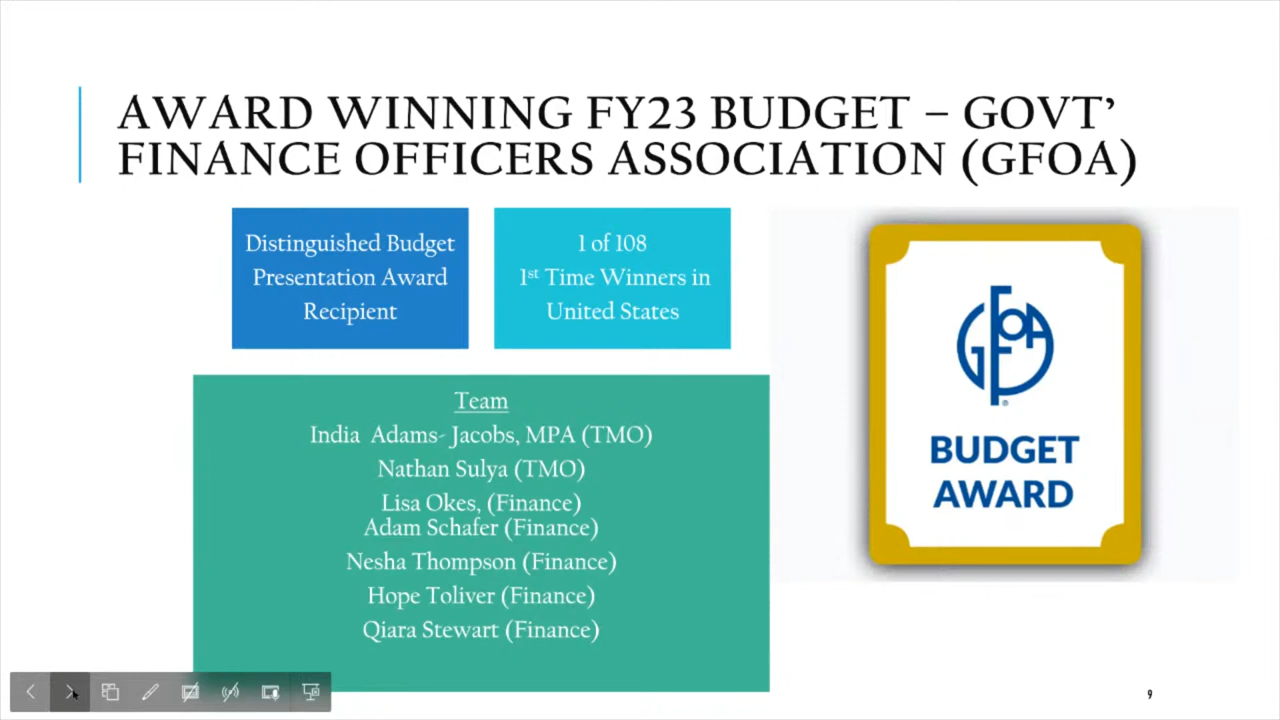 AWARD WINNING FY23 BUDGET – GOVT’
FINANCE OFFICERS ASSOCIATION (GFOA)
Distinguished Budget
Presentation Award
Recipient
1 of 108
1st Time Winners in
United States
Team
India Adams- Jacobs, MPA (TMO)
Nathan Sulya (TMO)
Lisa Okes, (Finance)
Adam Schafer (Finance)
Nesha Thompson (Finance)
Hope Toliver (Finance)
Qiara Stewart (Finance)
GFOA
BUDGET
AWARD
9